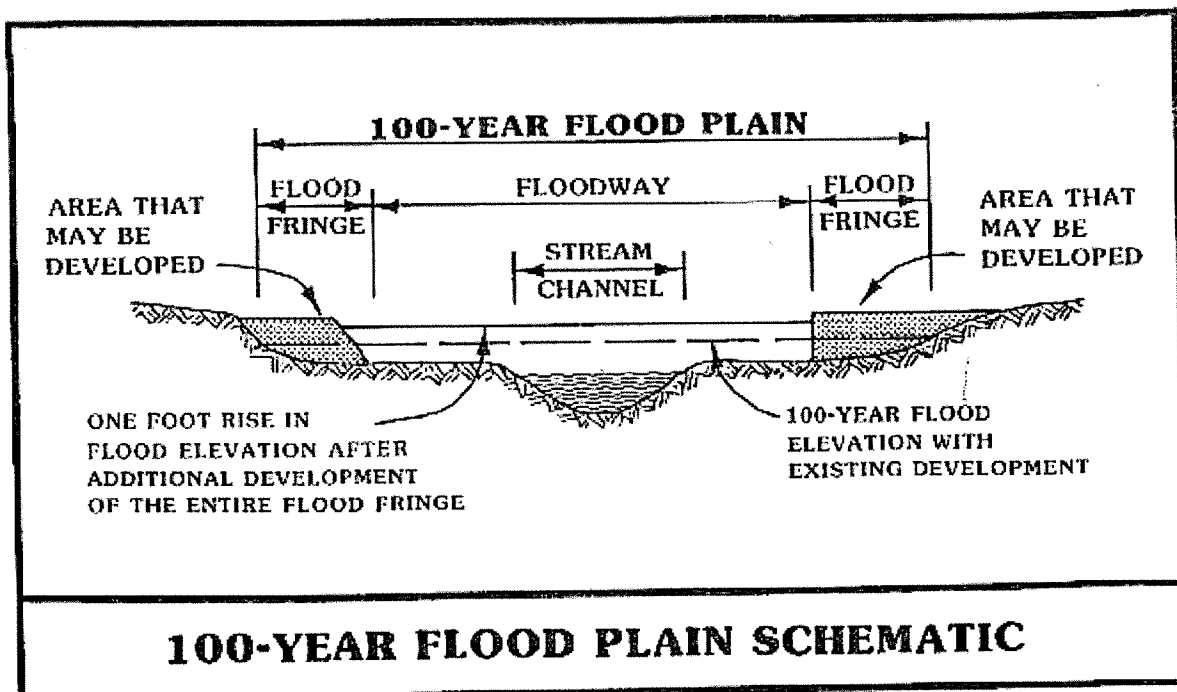 100-YEAR FLOOD PLAIN
FLOOD
FRINGE
FLOODWAY
FLOOD
FRINGE
AREA THAT
MAY BE
DEVELOPED
AREA THAT
MAY BE
DEVELOPED
STREAM
CHANNEL
ONE FOOT RISE IN
FLOOD ELEVATION AFTER
ADDITIONAL DEVELOPMENT
OF THE ENTIRE FLOOD FRINGE
100-YEAR FLOOD
ELEVATION WITH
EXISTING DEVELOPMENT
100-YEAR FLOOD PLAIN SCHEMATIC